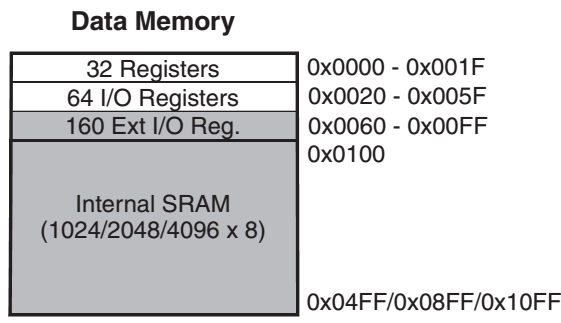 Data Memory
32 Registers 0x0000 - 0x001F
64 I/O Registers 0x0020 - 0x005F
160 Ext I/O Reg. 0x0060 - 0x00FF
0x0100
Internal SRAM
(1024/2048/4096 x 8)
0x04FF/0x08FF/0x10FF